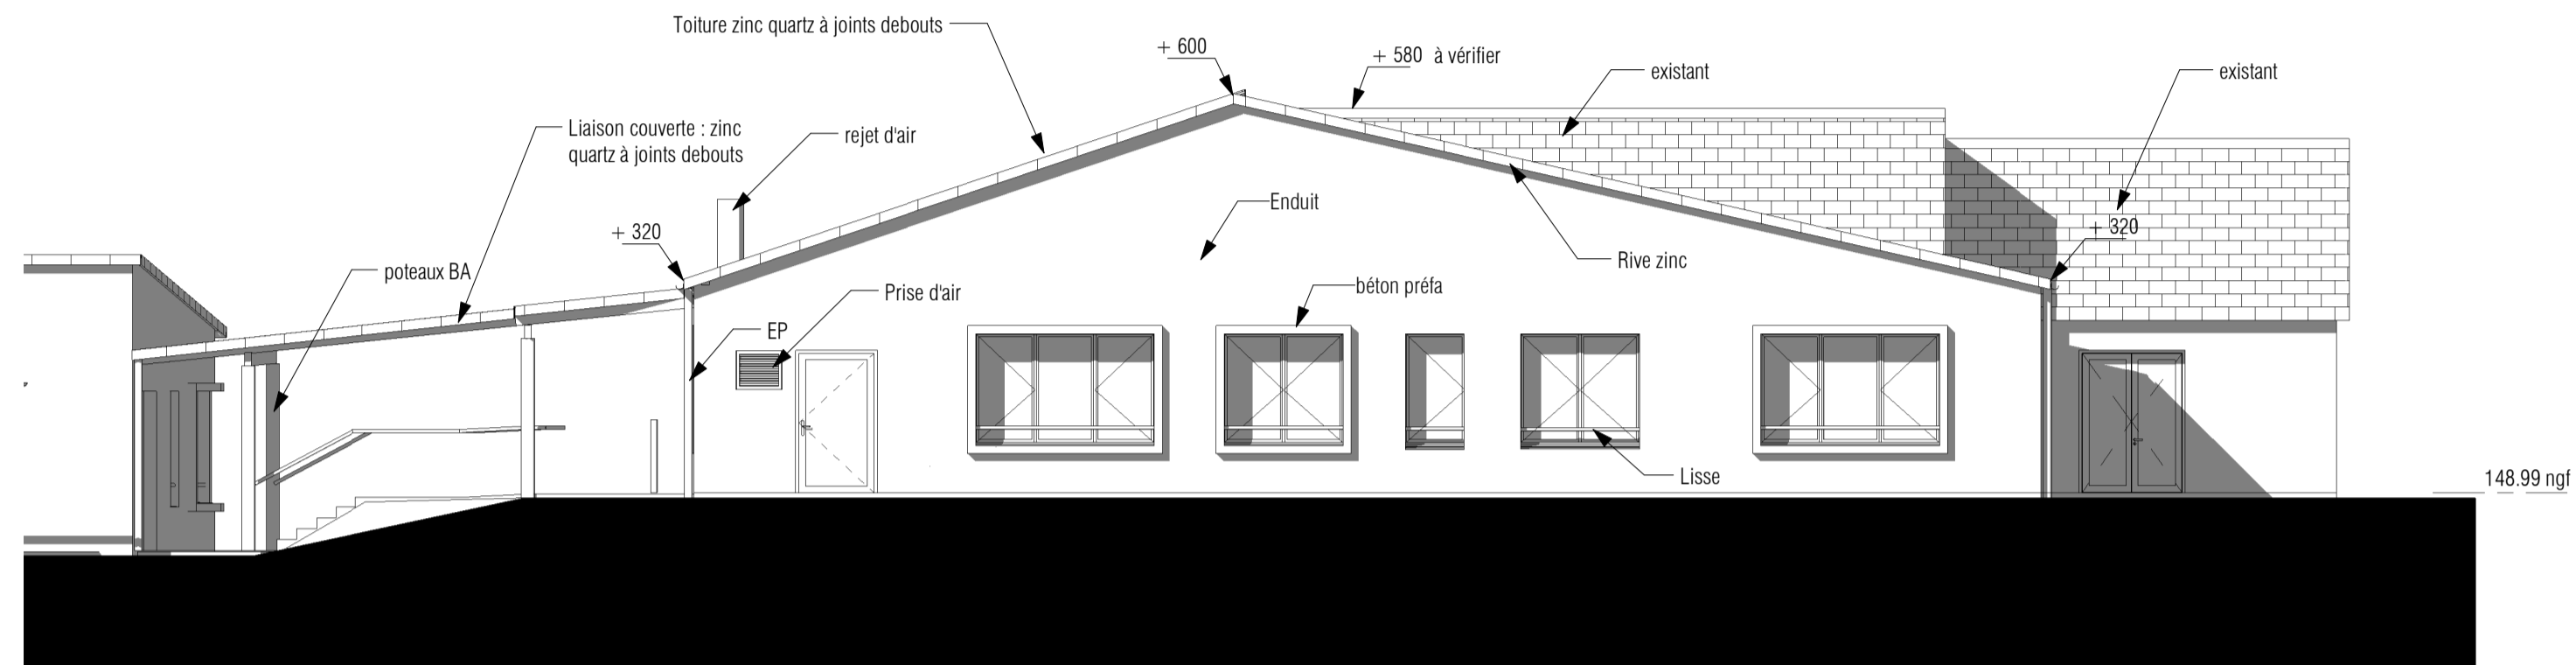 Toiture zinc quartz à joints debouts
+ 600
+ 580 à vérifier
existant
existant
Liaison couverte : zinc
quartz à joints debouts
rejet d'air
+ 320
Enduit
+ 320
poteaux BA
Rive zinc
Prise d'air
béton préfa
EP
Lisse
148.99 ngf